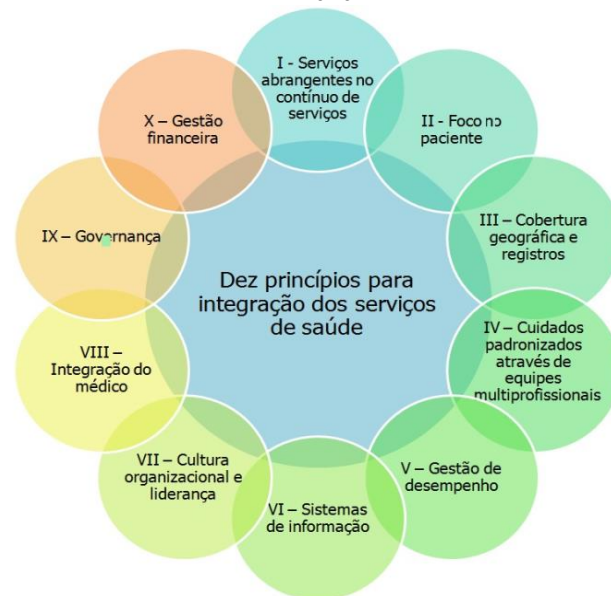 I - Serviços
abrangentes no
contínuo de
serviços
II - Foco no
paciente
III – Cobertura
geográfica e
registros
IV – Cuidados
padronizados
através de
equipes
multiprofissionais
V – Gestão de
desempenho
VI – Sistemas
de informação
VII – Cultura
organizacional e
liderança
VIII –
Integração do
médico
IX – Governança
X – Gestão
financeira
Dez princípios para
integração dos serviços
de saúde